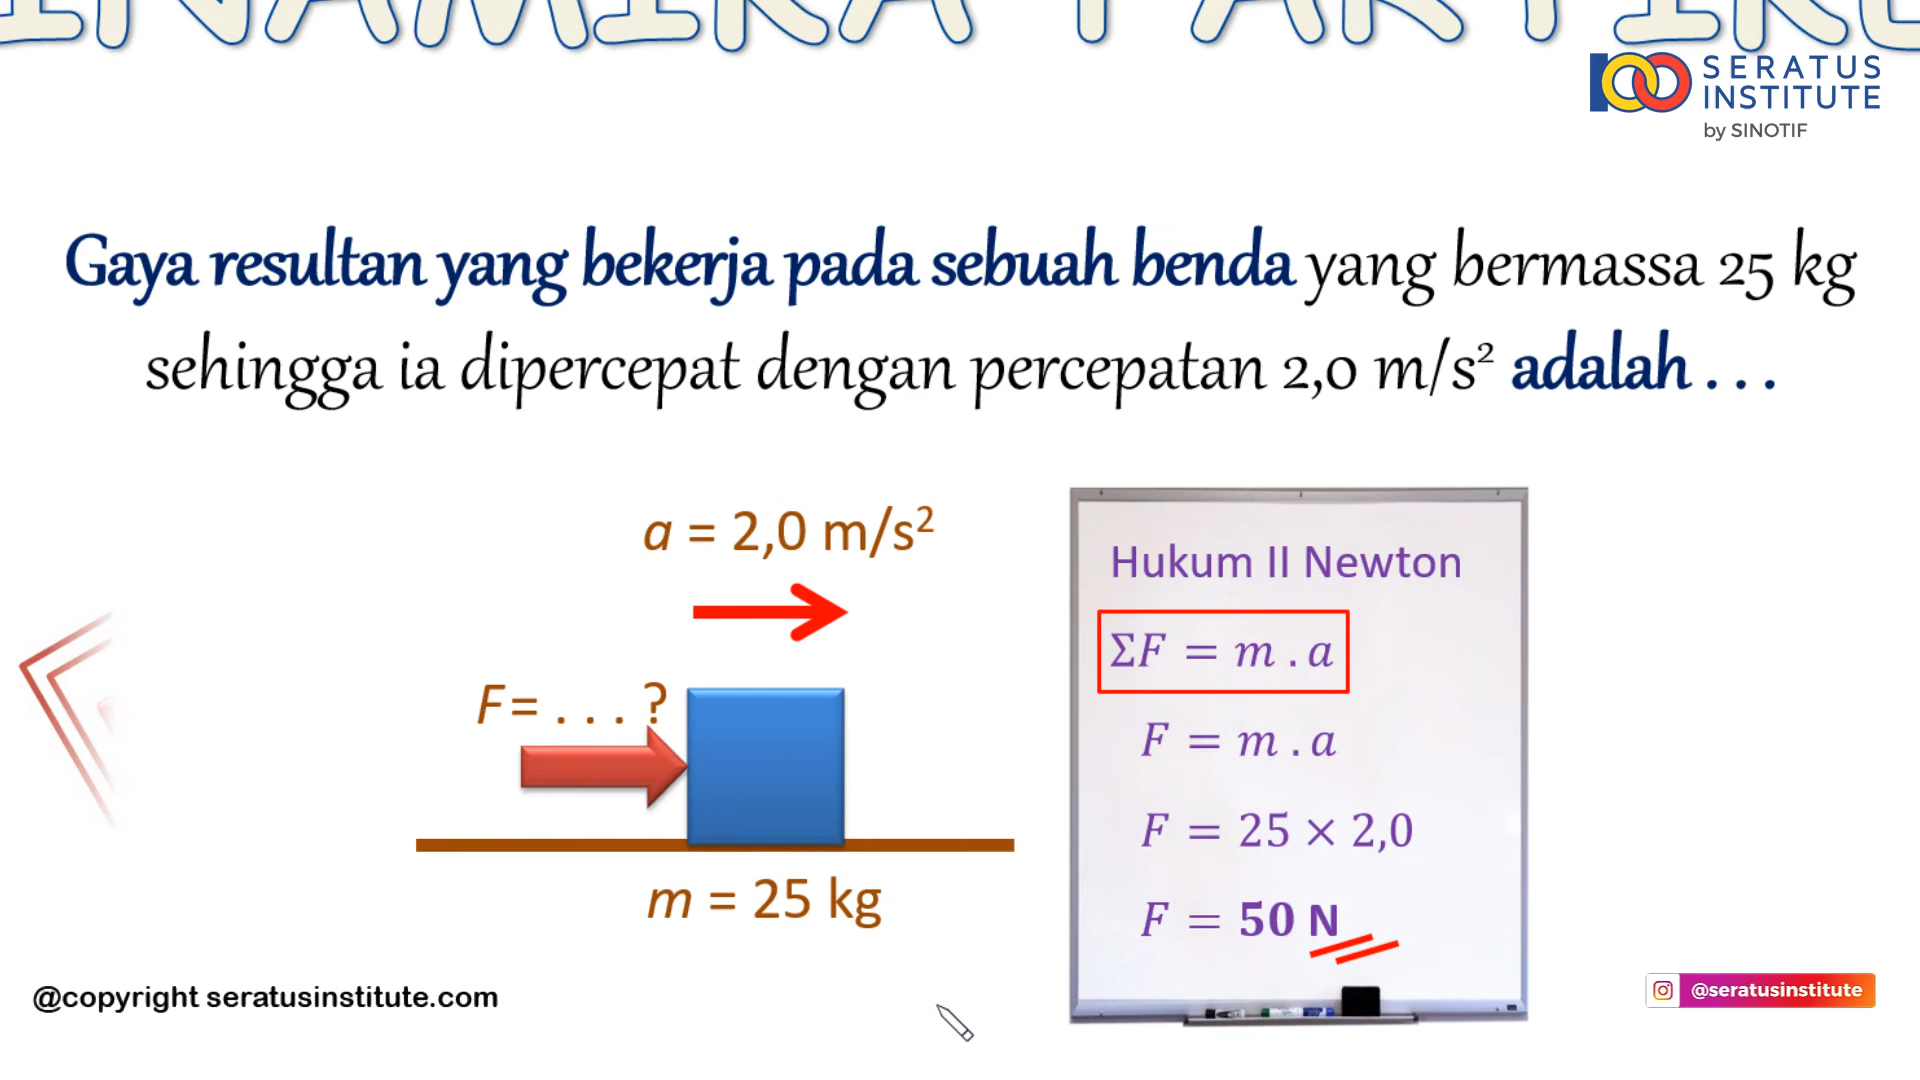 SERATUS
INSTITUTE
by SINOTIF
Gaya resultan yang bekerja pada sebuah benda yang bermassa 25 kg
sehingga ia dipercepat dengan percepatan 2,0 m/s² adalah . . .
a = 2,0 m/s²
F = . . . ?
m = 25 kg
Hukum II Newton
ΣF = m . a
F = m . a
F = 25 × 2,0
F = 50 N
@copyright seratusinstitute.com
@seratusinstitute